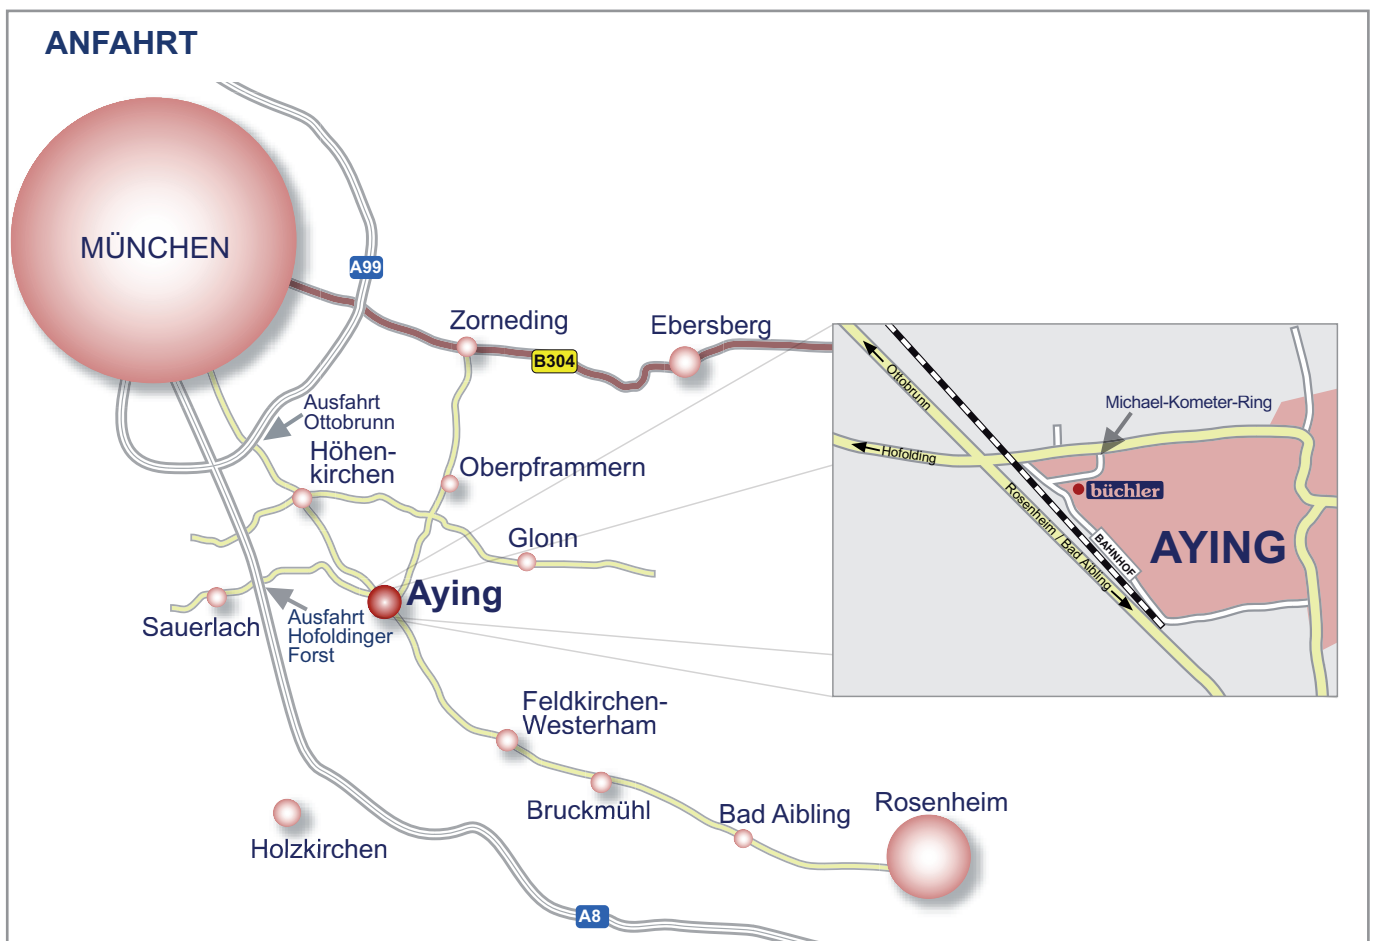 ANFAHRT
MÜNCHEN
A99
Zorneding
B304
Ebersberg
Ausfahrt
Ottobrunn
Höhen-
kirchen
Oberpframmern
Glonn
Aying
Sauerlach
Ausfahrt
Hofoldinger
Forst
Feldkirchen-
Westerham
Bruckmühl
Bad Aibling
Rosenheim
Holzkirchen
A8
Ottobrunn
Michael-Kometer-Ring
Hofolding
büchler
Rosenheim / Bad Aibling
BAHNHOF
AYING